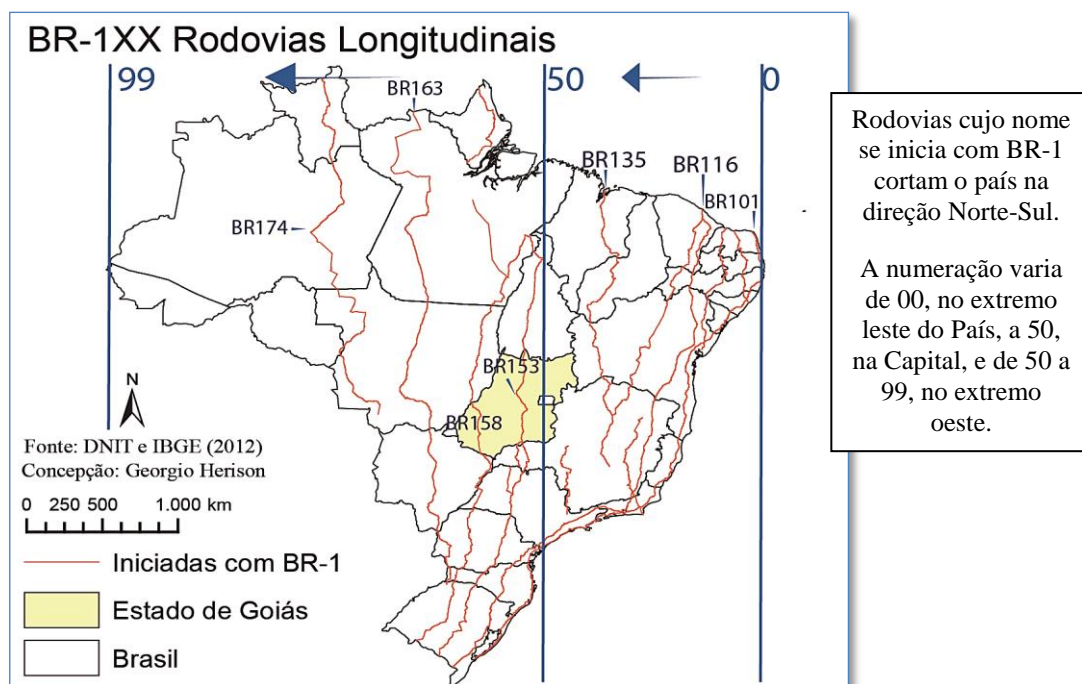 BR-1XX Rodovias Longitudinais
99
50
0
BR163
BR135
BR116
BR101
BR174
BR153
BR158
N
Fonte: DNIT e IBGE (2012)
Concepção: Georgio Herison
0 250 500 1.000 km
Iniciadas com BR-1
Estado de Goiás
Brasil
Rodovias cujo nome
se inicia com BR-1
cortam o país na
direção Norte-Sul.
A numeração varia
de 00, no extremo
leste do País, a 50,
na Capital, e de 50 a
99, no extremo
oeste.